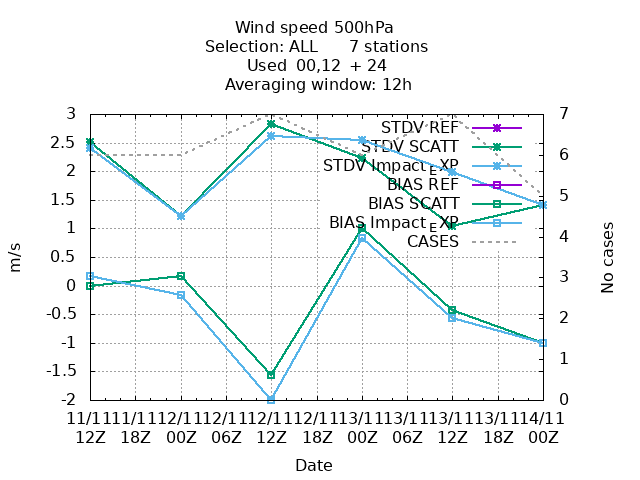 Wind speed 500hPa
Selection: ALL 7 stations
Used 00,12 + 24
Averaging window: 12h
3
2.5
2
1.5
1
0.5
0
-0.5
-1
-1.5
-2
m/s
7
6
5
4
3
2
1
0
No cases
STDV REF
STDV SCATT
STDV Impact EXP
BIAS REF
BIAS SCATT
BIAS Impact EXP
CASES
11/11 11/11 12/11 12/11 12/11 12/11 13/11 13/11 13/11 13/11 14/11
12Z 18Z 00Z 06Z 12Z 18Z 00Z 06Z 12Z 18Z 00Z
Date